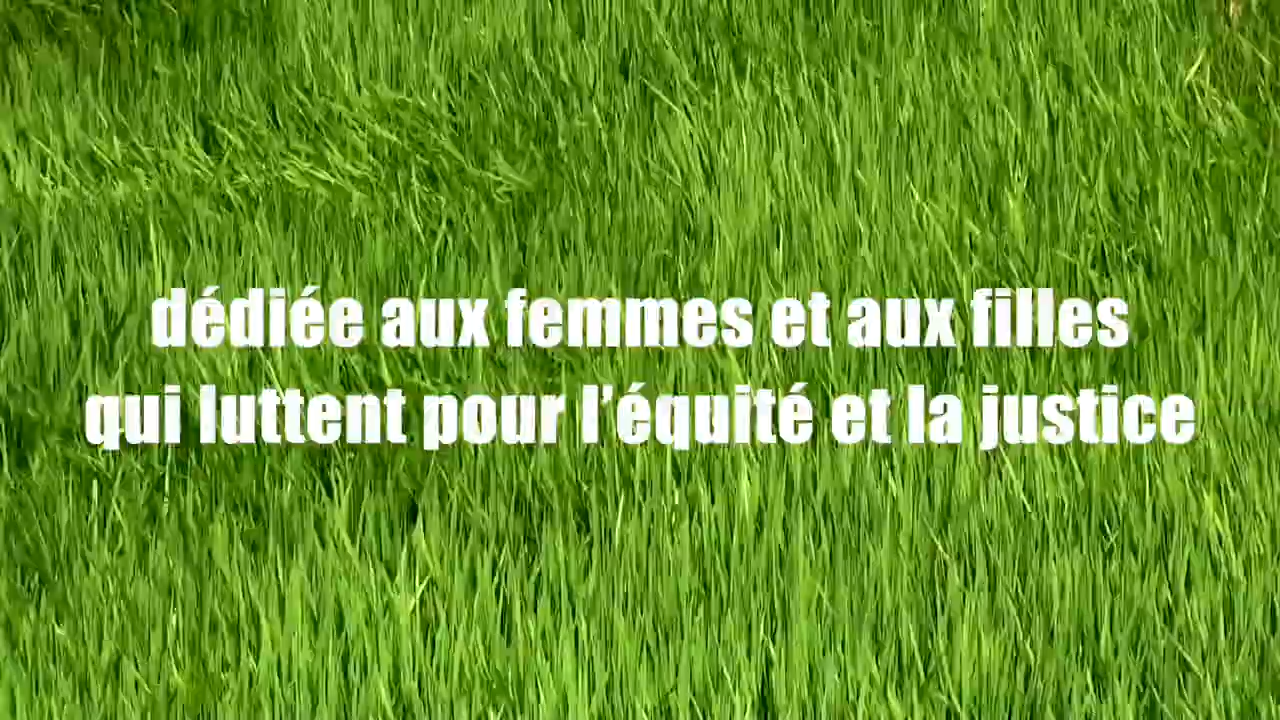 dédiée aux femmes et aux filles
qui luttent pour l’équité et la justice